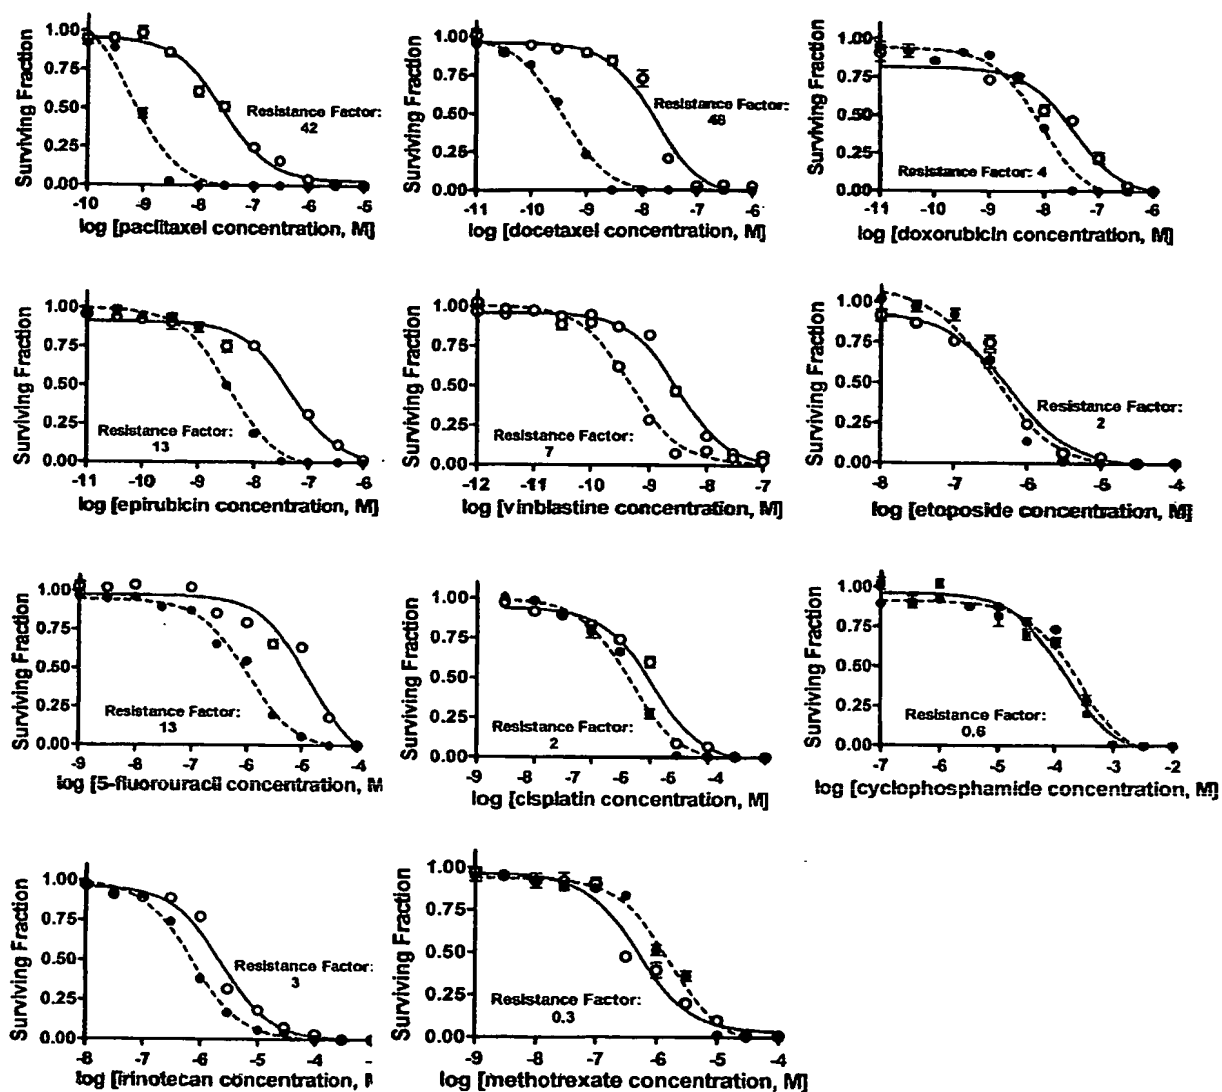 Surviving Fraction
1.00
0.75
0.50
0.25
0.00
Resistance Factor:
42
-10 -9 -8 -7 -6 -5
log [paclitaxel concentration, M]
Surviving Fraction
1.00
0.75
0.50
0.25
0.00
Resistance Factor:
48
-11 -10 -9 -8 -7 -6
log [docetaxel concentration, M]
Surviving Fraction
1.00
0.75
0.50
0.25
0.00
Resistance Factor: 4
-11 -10 -9 -8 -7 -6
log [doxorubicin concentration, M]
Surviving Fraction
1.00
0.75
0.50
0.25
0.00
Resistance Factor:
13
-11 -10 -9 -8 -7 -6
log [epirubicin concentration, M]
Surviving Fraction
1.00
0.75
0.50
0.25
0.00
Resistance Factor:
7
-12 -11 -10 -9 -8 -7
log [vinblastine concentration, M]
Surviving Fraction
1.00
0.75
0.50
0.25
0.00
Resistance Factor:
2
-8 -7 -6 -5 -4
log [etoposide concentration, M]
Surviving Fraction
1.00
0.75
0.50
0.25
0.00
Resistance Factor:
13
-9 -8 -7 -6 -5 -4
log [5-fluorouracil concentration, M
Surviving Fraction
1.00
0.75
0.50
0.25
0.00
Resistance Factor:
2
-9 -8 -7 -6 -5 -4
log [cisplatin concentration, M]
Surviving Fraction
1.00
0.75
0.50
0.25
0.00
Resistance Factor:
0.6
-7 -6 -5 -4 -3 -2
log [cyclophosphamide concentration, M]
Surviving Fraction
1.00
0.75
0.50
0.25
0.00
Resistance Factor:
3
-8 -7 -6 -5 -4
log [irinotecan concentration,
Surviving Fraction
1.00
0.75
0.50
0.25
0.00
Resistance Factor:
0.3
-9 -8 -7 -6 -5 -4
log [methotrexate concentration, M]